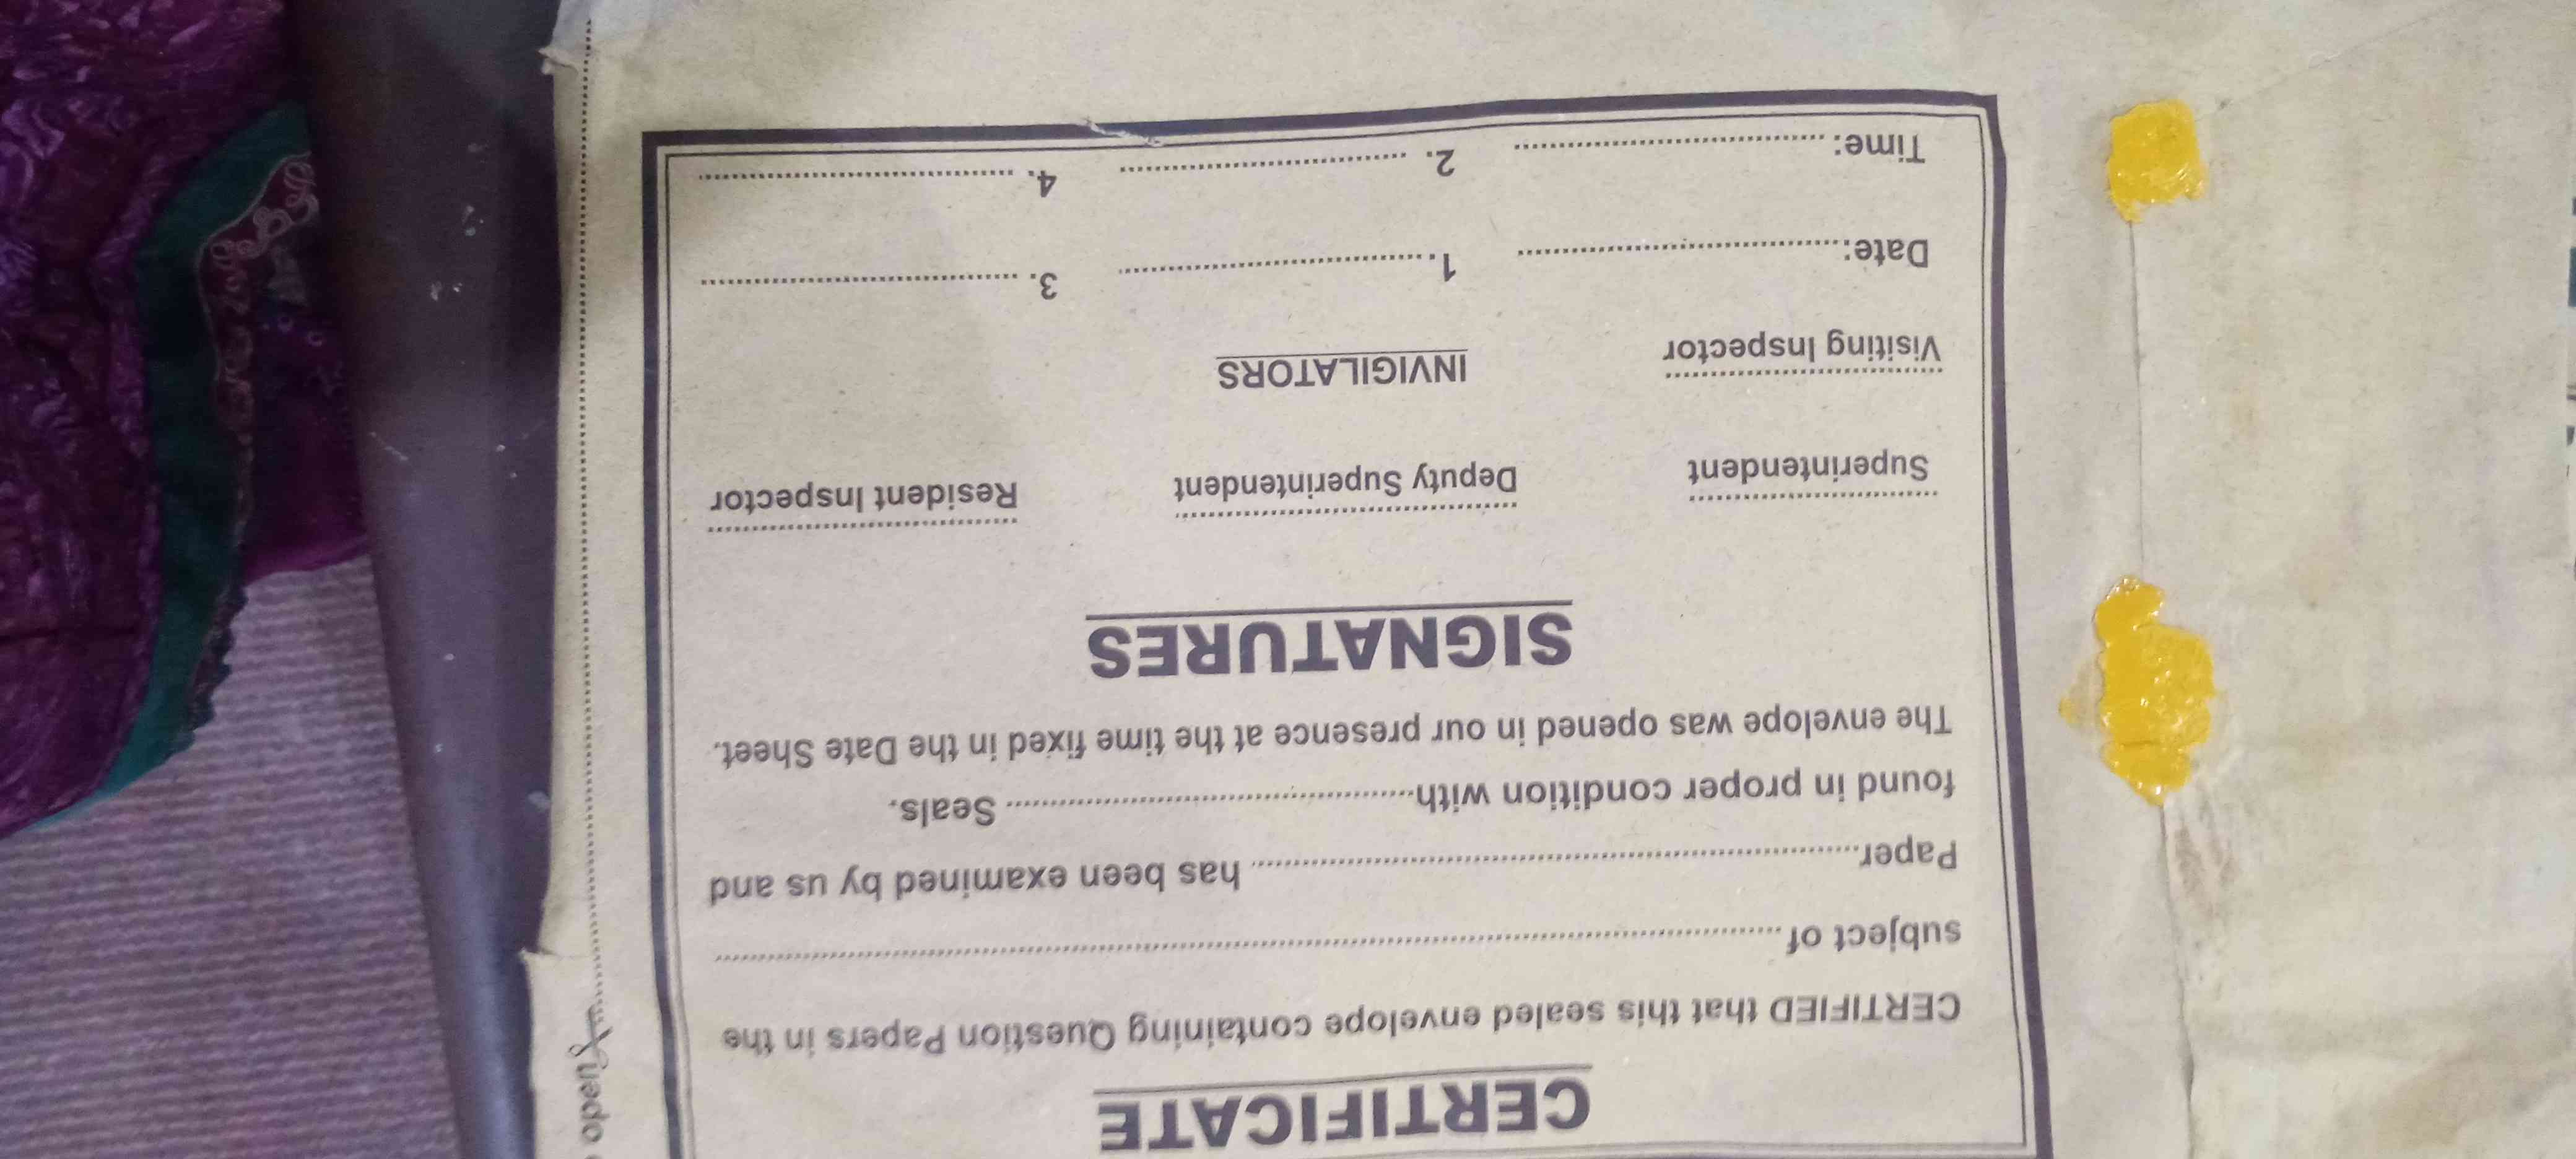 CERTIFICATE
CERTIFIED that this sealed envelope containing Question Papers in the
subject of ........................................
Paper........................................ has been examined by us and
found in proper condition with........................................ Seals.
The envelope was opened in our presence at the time fixed in the Date Sheet.
SIGNATURES
Superintendent Deputy Superintendent Resident Inspector
Visiting Inspector INVIGILATORS
Date:................................ 1................................. 3. ................................
Time: ................................ 2. ................................ 4. ................................
open